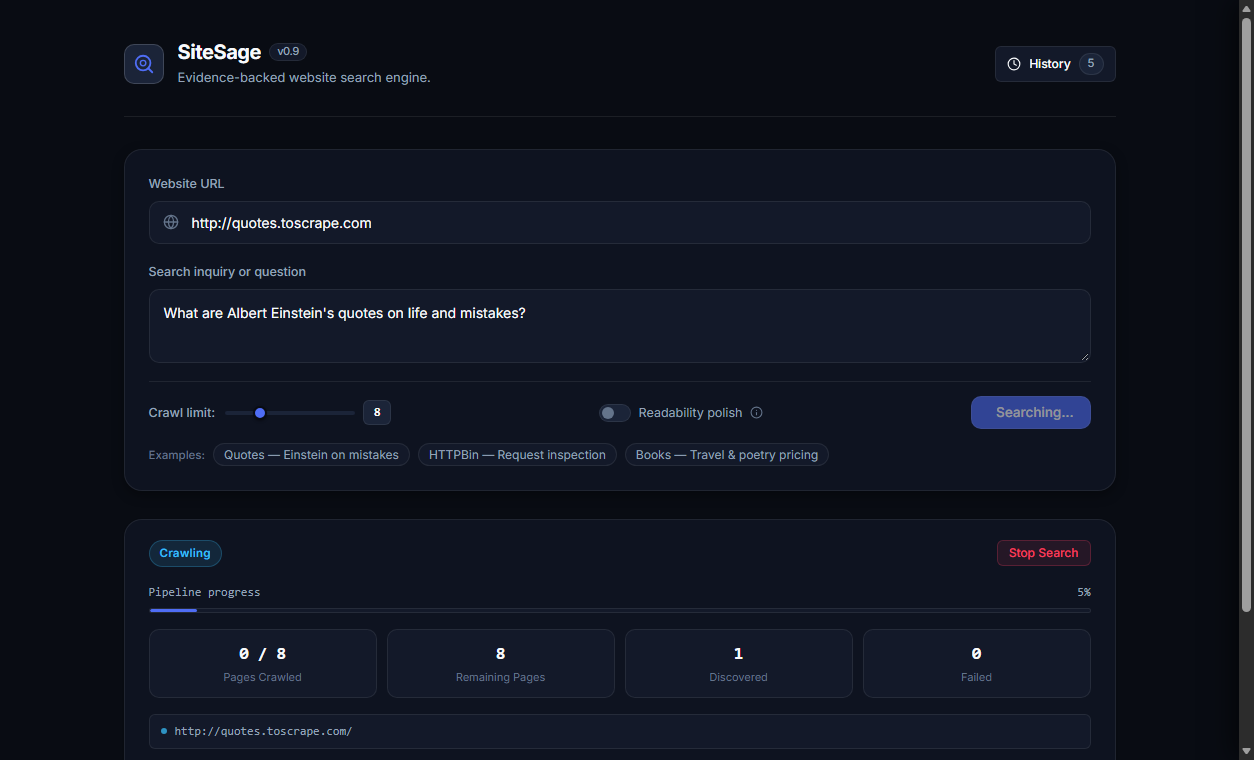 SiteSage v0.9
Evidence-backed website search engine.
History 5
Website URL
http://quotes.toscrape.com
Search inquiry or question
What are Albert Einstein's quotes on life and mistakes?
Crawl limit: 8 Readability polish Searching...
Examples: Quotes — Einstein on mistakes HTTPBin — Request inspection Books — Travel & poetry pricing
Crawling Stop Search
Pipeline progress 5%
0 / 8 8 1 0
Pages Crawled Remaining Pages Discovered Failed
http://quotes.toscrape.com/